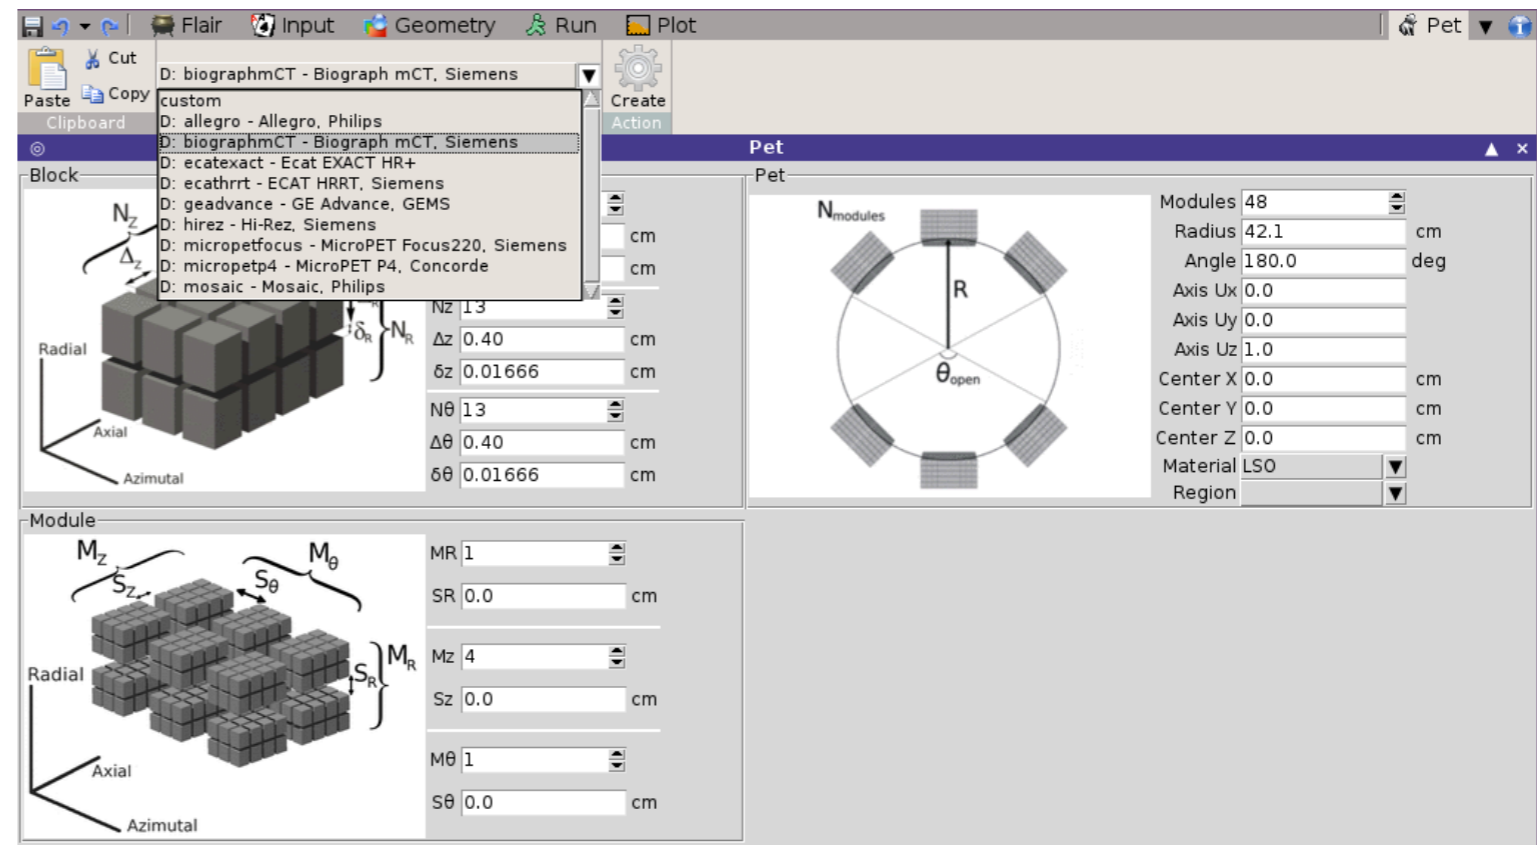 Flair Input Geometry Run Plot Pet
Cut
Paste Copy
Clipboard
D: biographmCT - Biograph mCT, Siemens
custom
D: allegro - Allegro, Philips
D: biographmCT - Biograph mCT, Siemens
D: ecatexact - Ecat EXACT HR+
D: ecathrrt - ECAT HRRT, Siemens
D: geadvance - GE Advance, GEMS
D: hirez - Hi-Rez, Siemens
D: micropetfocus - MicroPET Focus220, Siemens
D: micropetp4 - MicroPET P4, Concorde
D: mosaic - Mosaic, Philips
Create
Action
Pet
Block
Nz
Δz
δR NR
Radial
Axial
Azimutal
cm
cm
Nz 13
Δz 0.40 cm
δz 0.01666 cm
Nθ 13
Δθ 0.40 cm
δθ 0.01666 cm
Pet
Nmodules
R
θopen
Modules 48
Radius 42.1 cm
Angle 180.0 deg
Axis Ux 0.0
Axis Uy 0.0
Axis Uz 1.0
Center X 0.0 cm
Center Y 0.0 cm
Center Z 0.0 cm
Material LSO
Region
Module
Mz Mθ
Sz Sθ
SR MR
Radial
Axial
Azimutal
MR 1
SR 0.0 cm
Mz 4
Sz 0.0 cm
Mθ 1
Sθ 0.0 cm